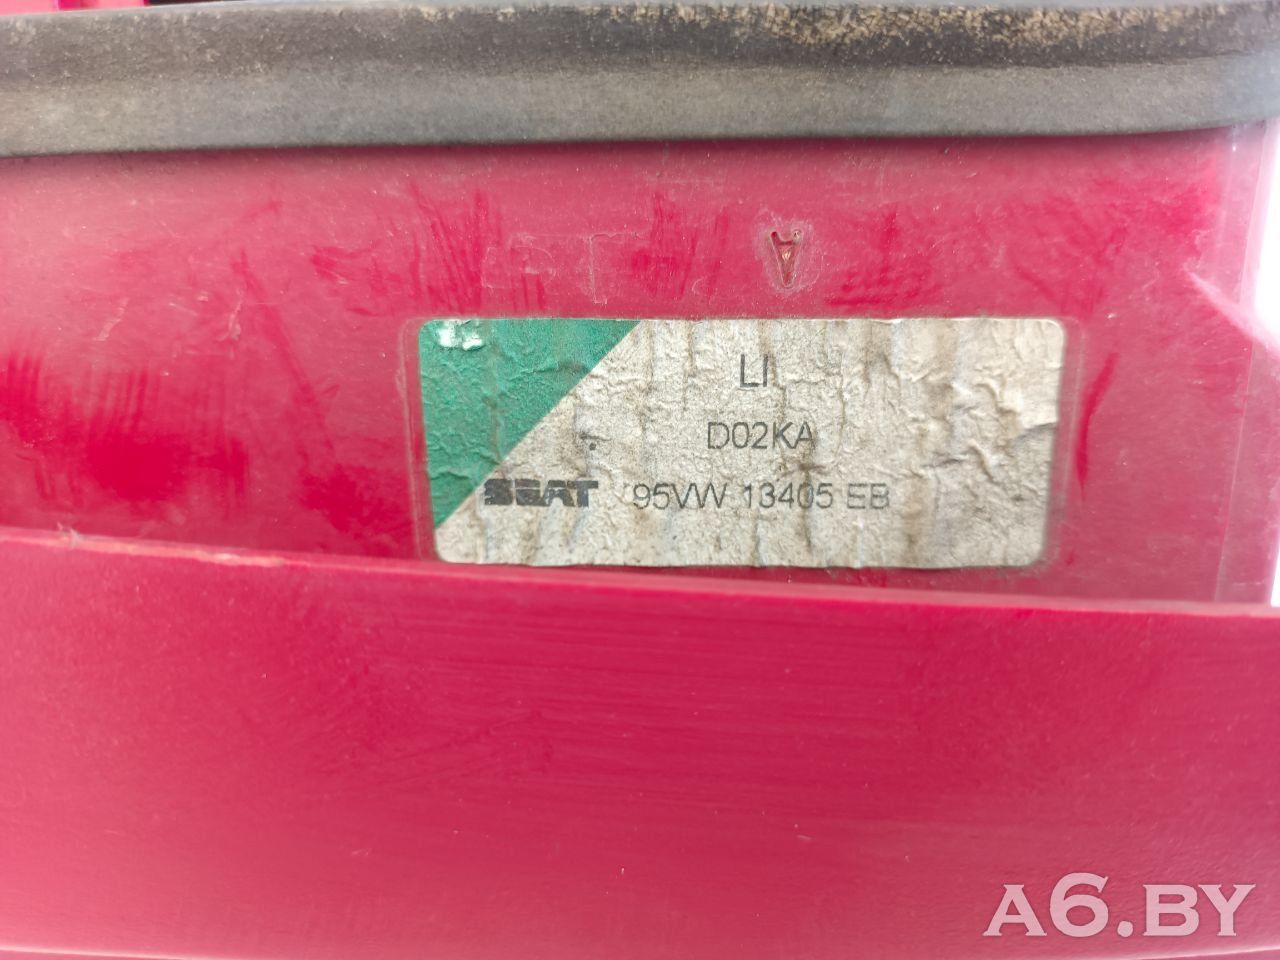 A
LI
D02KA
SEAT 95VW 13405 EB
A6.BY